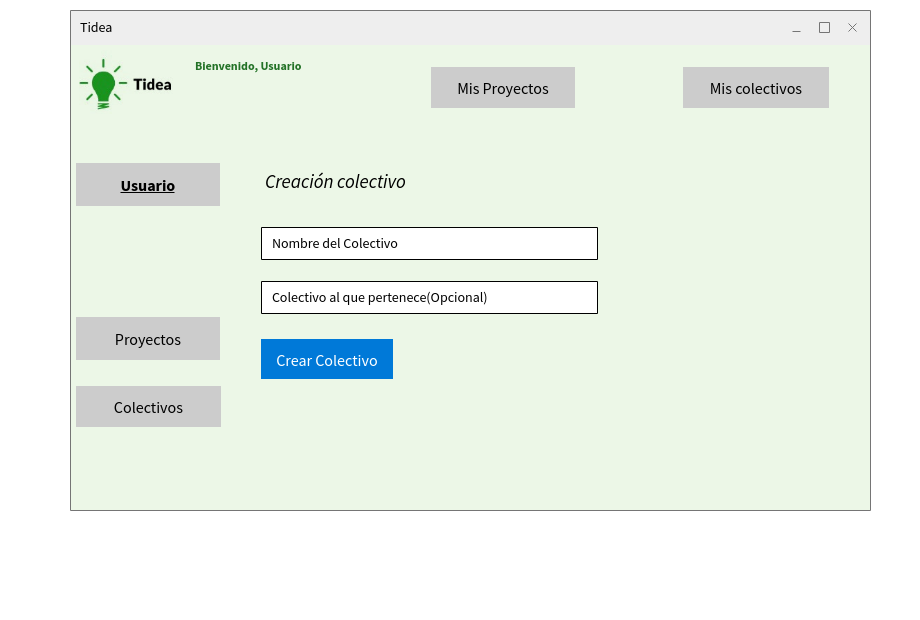 Tidea
Tidea
Bienvenido, Usuario
Mis Proyectos
Mis colectivos
Usuario
Creación colectivo
Nombre del Colectivo
Colectivo al que pertenece(Opcional)
Proyectos
Crear Colectivo
Colectivos